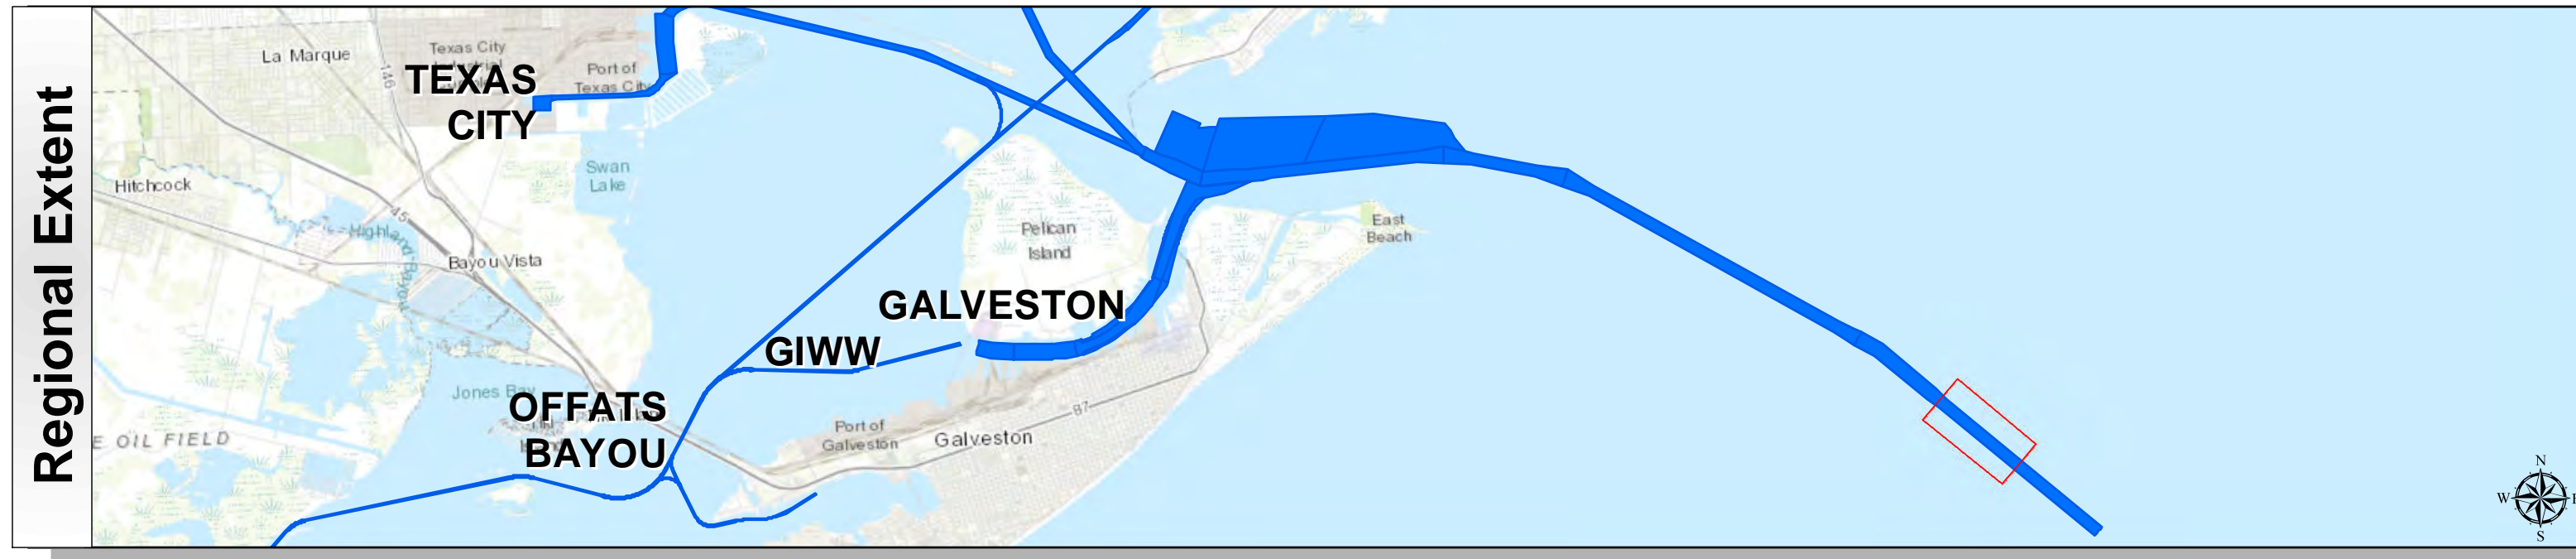 Regional Extent
La Marque
Texas City
Industrial
146
TEXAS
CITY
Port of
Texas City
Swan
Lake
Hitchcock
45
Highland Bayou
Bayou Vista
Pelican
Island
East
Beach
GALVESTON
GIWW
Jones Bay
OFFATS
BAYOU
E OIL FIELD
Port of
Galveston
Galveston
87
N
W
E
S